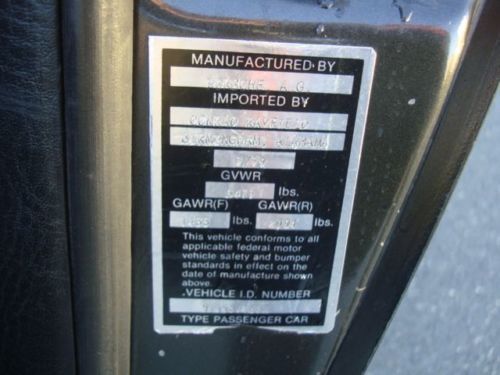 MANUFACTURED BY
A G
IMPORTED BY
GVWR
lbs.
GAWR(F) GAWR(R)
lbs. lbs.
This vehicle conforms to all
applicable federal motor
vehicle safety and bumper
standards in effect on the
date of manufacture shown
above.
VEHICLE I.D. NUMBER
TYPE PASSENGER CAR